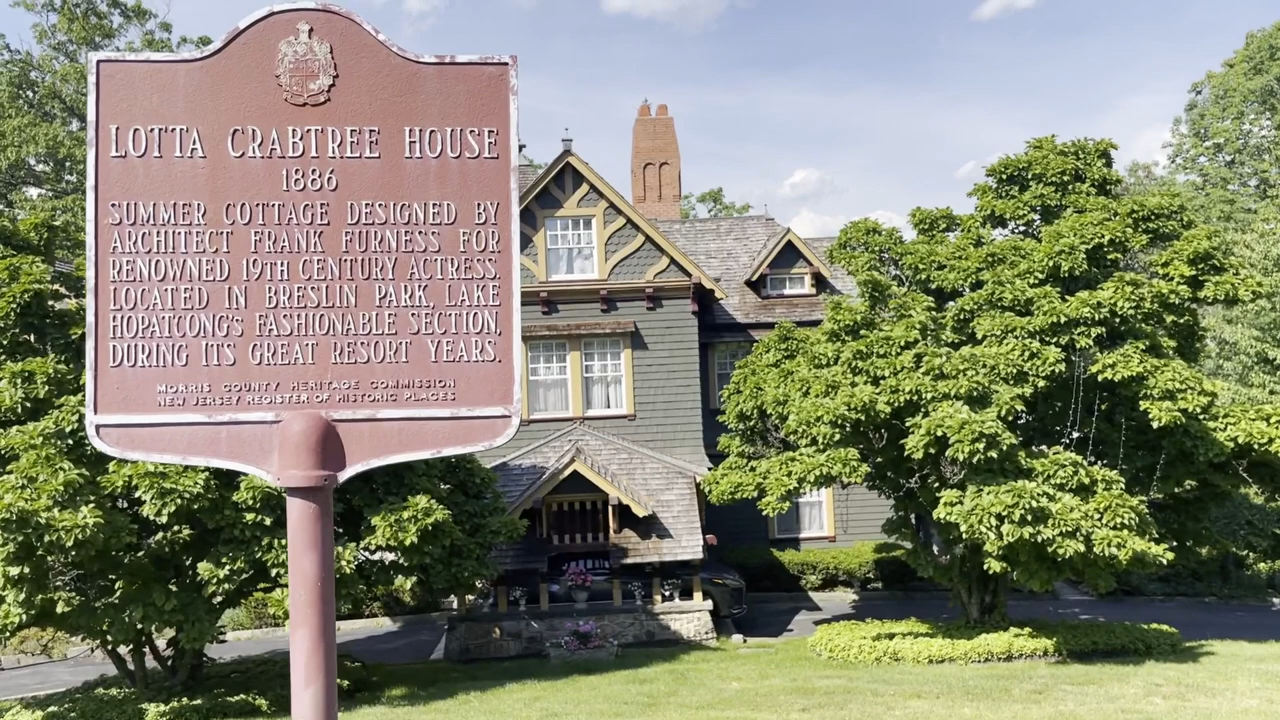 LOTTA CRABTREE HOUSE
1886
SUMMER COTTAGE DESIGNED BY
ARCHITECT FRANK FURNESS FOR
RENOWNED 19TH CENTURY ACTRESS.
LOCATED IN BRESLIN PARK, LAKE
HOPATCONG'S FASHIONABLE SECTION,
DURING ITS GREAT RESORT YEARS.
MORRIS COUNTY HERITAGE COMMISSION
NEW JERSEY REGISTER OF HISTORIC PLACES